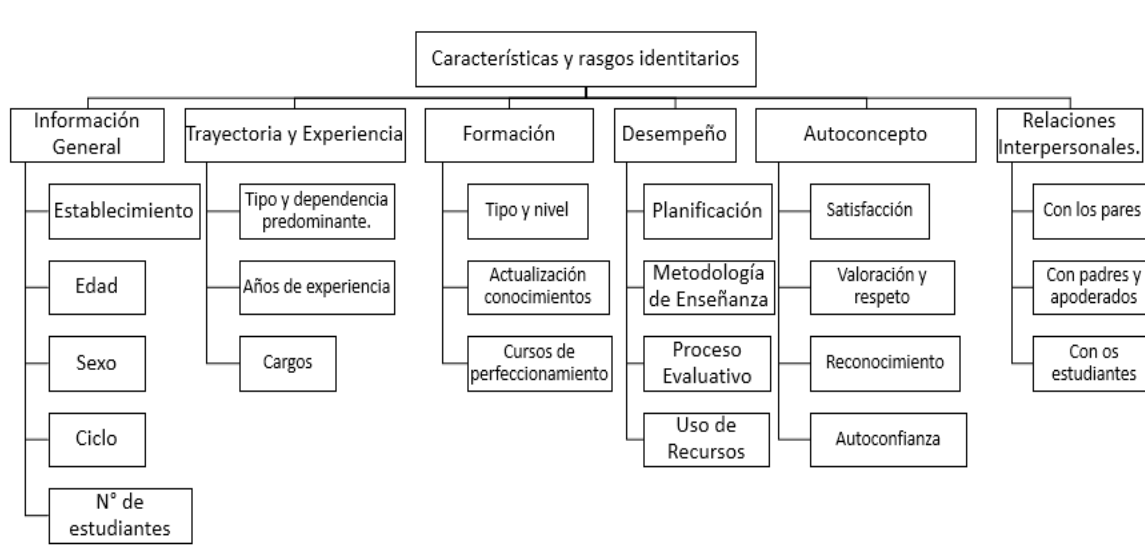 Características y rasgos identitarios
Información
General
Establecimiento
Edad
Sexo
Ciclo
N° de
estudiantes
Trayectoria y Experiencia
Tipo y dependencia
predominante.
Años de experiencia
Cargos
Formación
Tipo y nivel
Actualización
conocimientos
Cursos de
perfeccionamiento
Desempeño
Planificación
Metodología
de Enseñanza
Proceso
Evaluativo
Uso de
Recursos
Autoconcepto
Satisfacción
Valoración y
respeto
Reconocimiento
Autoconfianza
Relaciones
Interpersonales.
Con los pares
Con padres y
apoderados
Con os
estudiantes